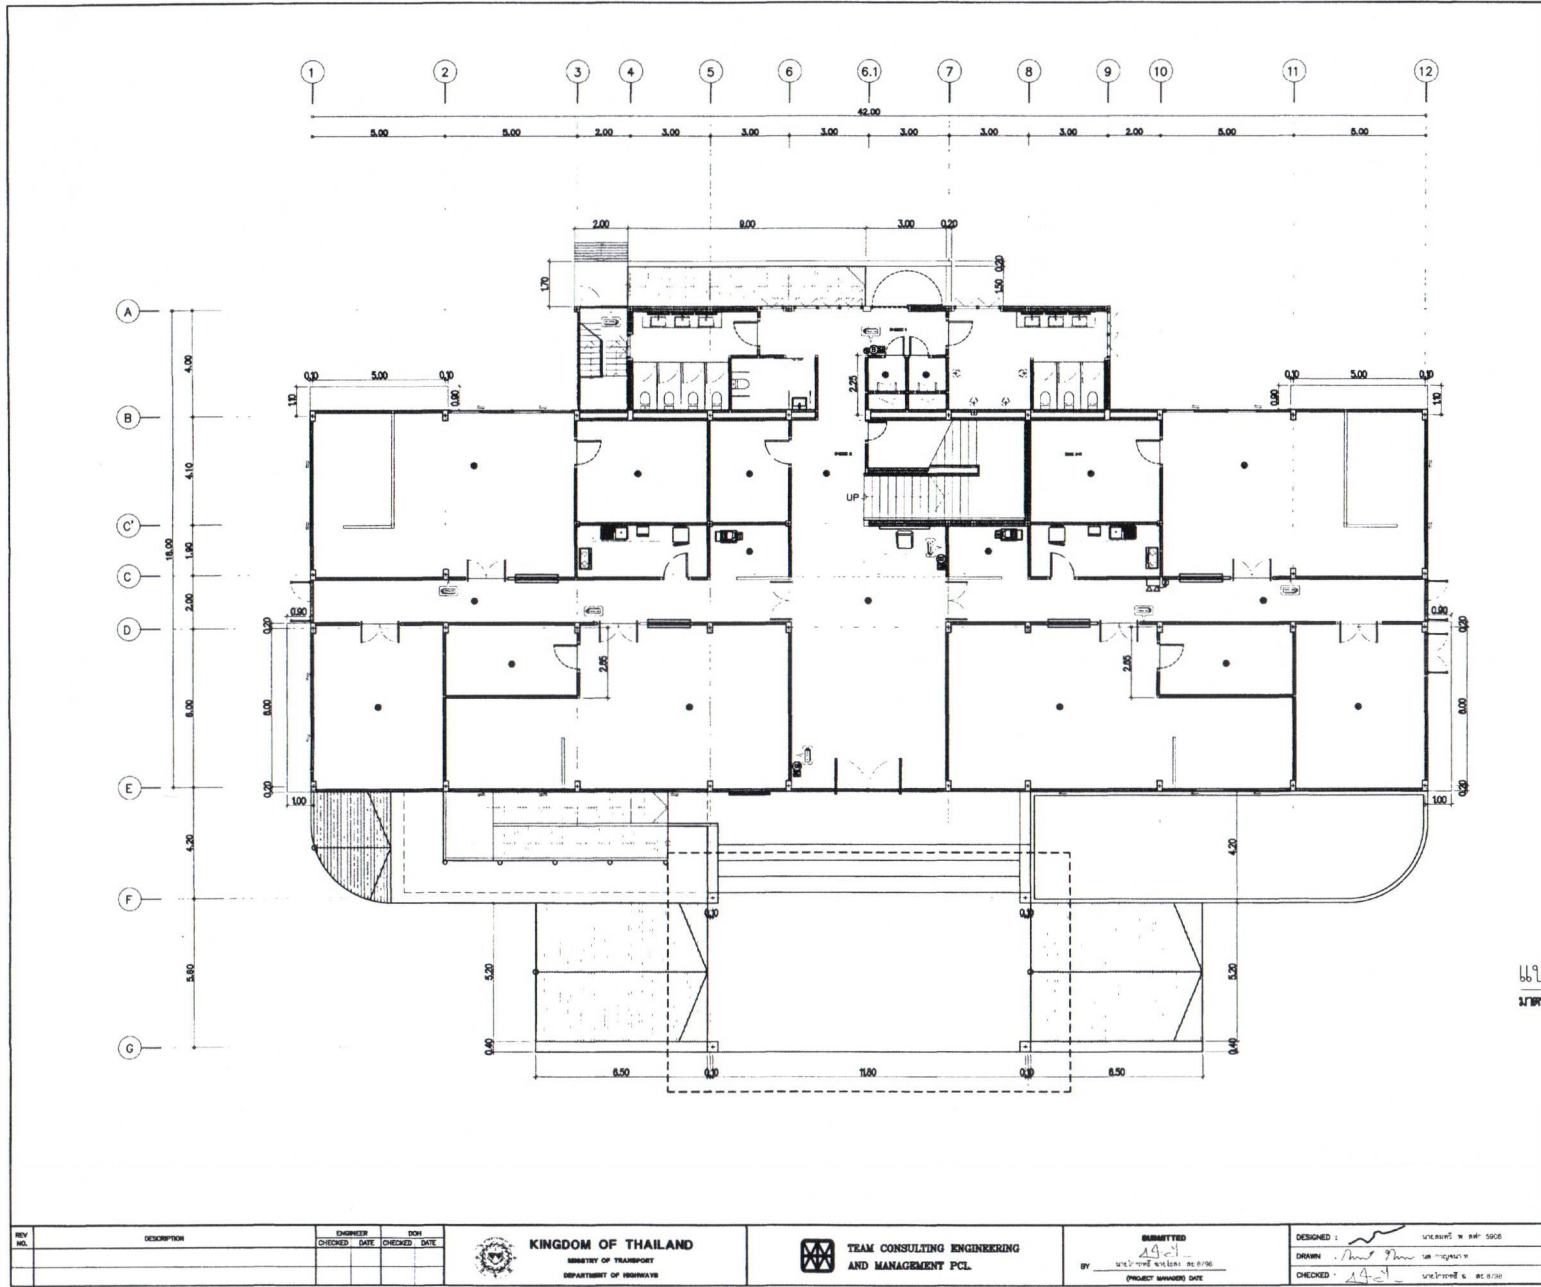 1 2 3 4 5 6 6.1 7 8 9 10 11 12
42.00
5.00 5.00 2.00 3.00 3.00 3.00 3.00 3.00 3.00 2.00 5.00 5.00
2.00 9.00 3.00 0.20
1.70 1.50 0.20
A
4.00
0.10 5.00 0.10
1.10 0.90
2.25
0.10 5.00 0.10
0.90 1.10
B
4.10
UP
C'
1.90
18.00
C
2.00
0.90 0.90
D
0.20 2.85 2.85 0.20
6.00 6.00 6.00
E
0.20 0.20
1.00 1.00
4.20 4.20
F
0.10 0.10
5.20 5.20
G
0.40 0.40
6.50 0.10 11.80 0.10 6.50
REV NO.
DESCRIPTION
ENGINEER
CHECKED DATE
DOH
CHECKED DATE
KINGDOM OF THAILAND
MINISTRY OF TRANSPORT
DEPARTMENT OF HIGHWAYS
TEAM CONSULTING ENGINEERING
AND MANAGEMENT PCL.
SUBMITTED
BY
(PROJECT MANAGER) DATE
DESIGNED :
DRAWN
CHECKED